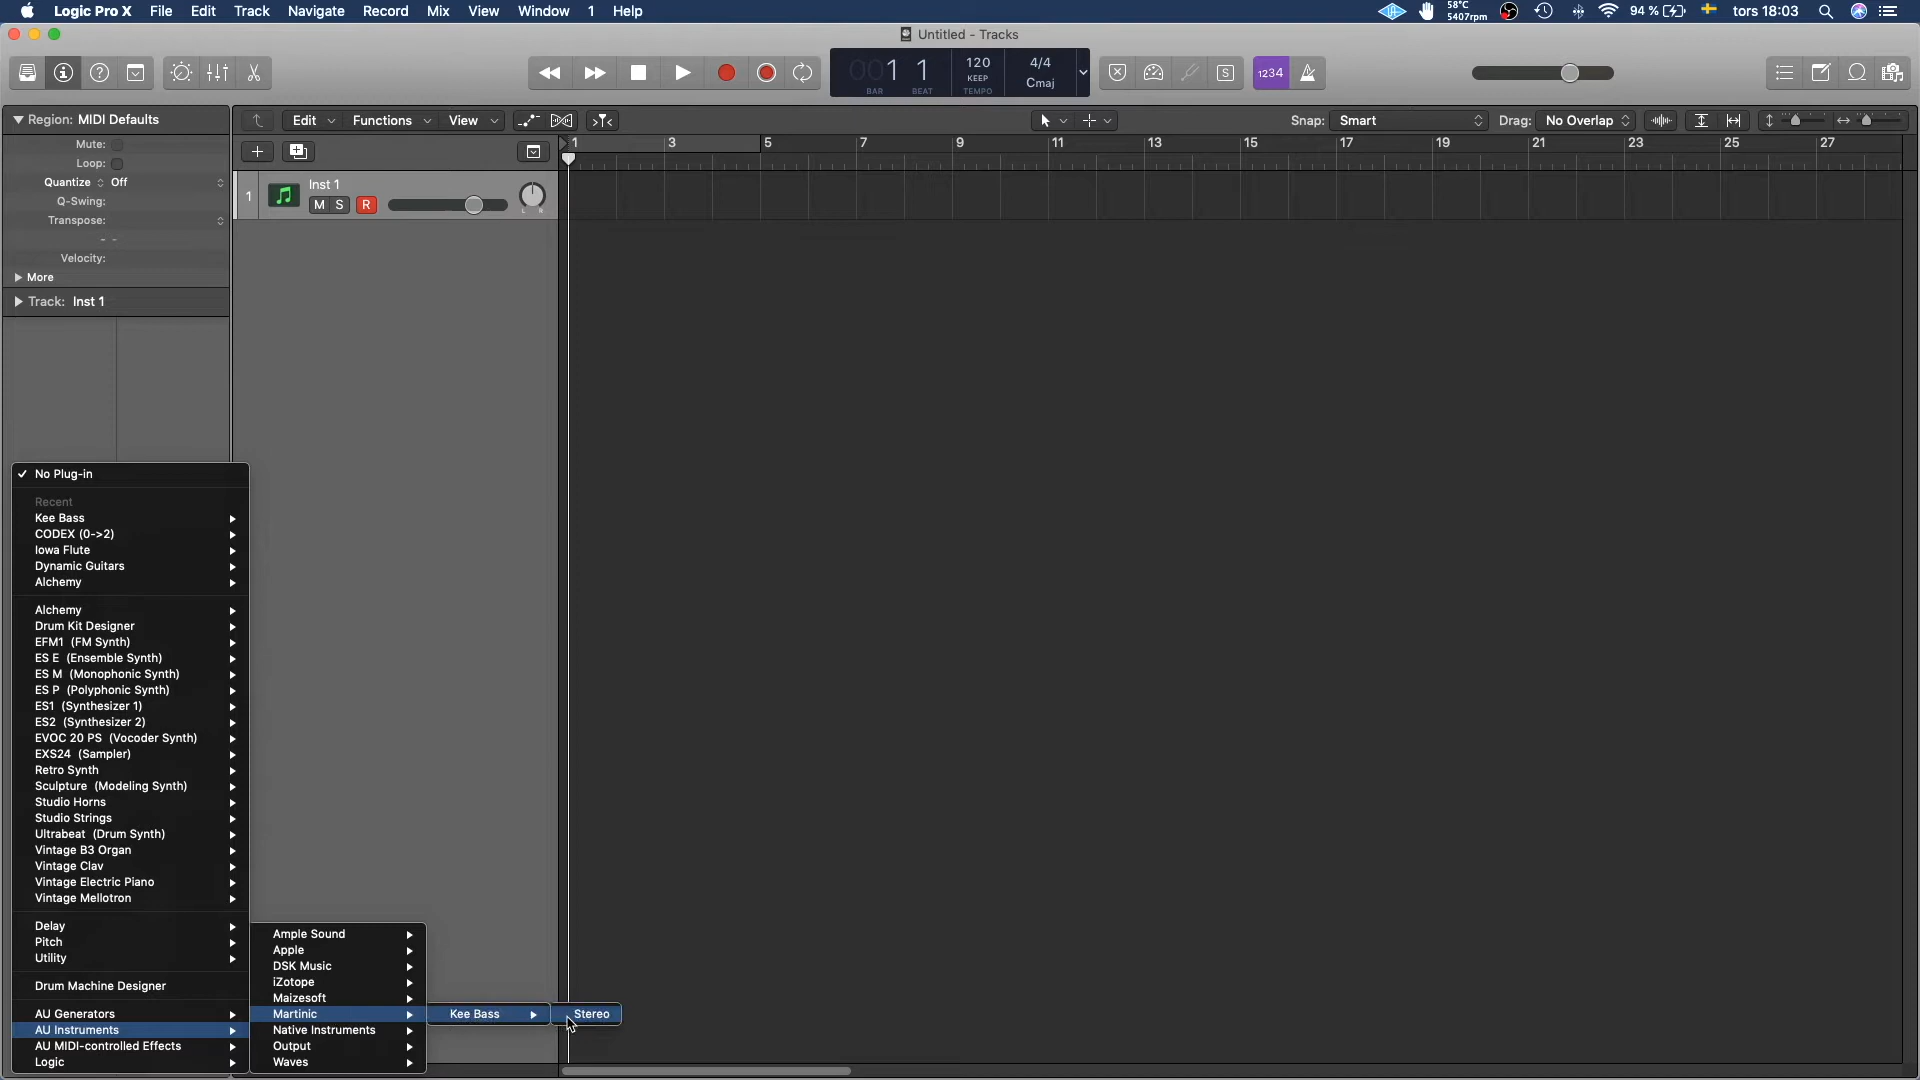 Logic Pro X File Edit Track Navigate Record Mix View Window 1 Help 58°C 5407rpm 94 % tors 18:03
Untitled - Tracks
001 1 BAR BEAT
120 KEEP TEMPO
4/4 Cmaj
S
1234
Region: MIDI Defaults
Mute:
Loop:
Quantize Off
Q-Swing:
Transpose:
- -
Velocity:
More
Track: Inst 1
Edit Functions View Snap: Smart Drag: No Overlap
1 3 5 7 9 11 13 15 17 19 21 23 25 27
1 Inst 1
M S R
L R
No Plug-in
Recent
Kee Bass
CODEX (0->2)
Iowa Flute
Dynamic Guitars
Alchemy
Alchemy
Drum Kit Designer
EFM1 (FM Synth)
ES E (Ensemble Synth)
ES M (Monophonic Synth)
ES P (Polyphonic Synth)
ES1 (Synthesizer 1)
ES2 (Synthesizer 2)
EVOC 20 PS (Vocoder Synth)
EXS24 (Sampler)
Retro Synth
Sculpture (Modeling Synth)
Studio Horns
Studio Strings
Ultrabeat (Drum Synth)
Vintage B3 Organ
Vintage Clav
Vintage Electric Piano
Vintage Mellotron
Delay
Pitch
Utility
Drum Machine Designer
AU Generators
AU Instruments
AU MIDI-controlled Effects
Logic
Ample Sound
Apple
DSK Music
iZotope
Maizesoft
Martinic
Native Instruments
Output
Waves
Kee Bass
Stereo